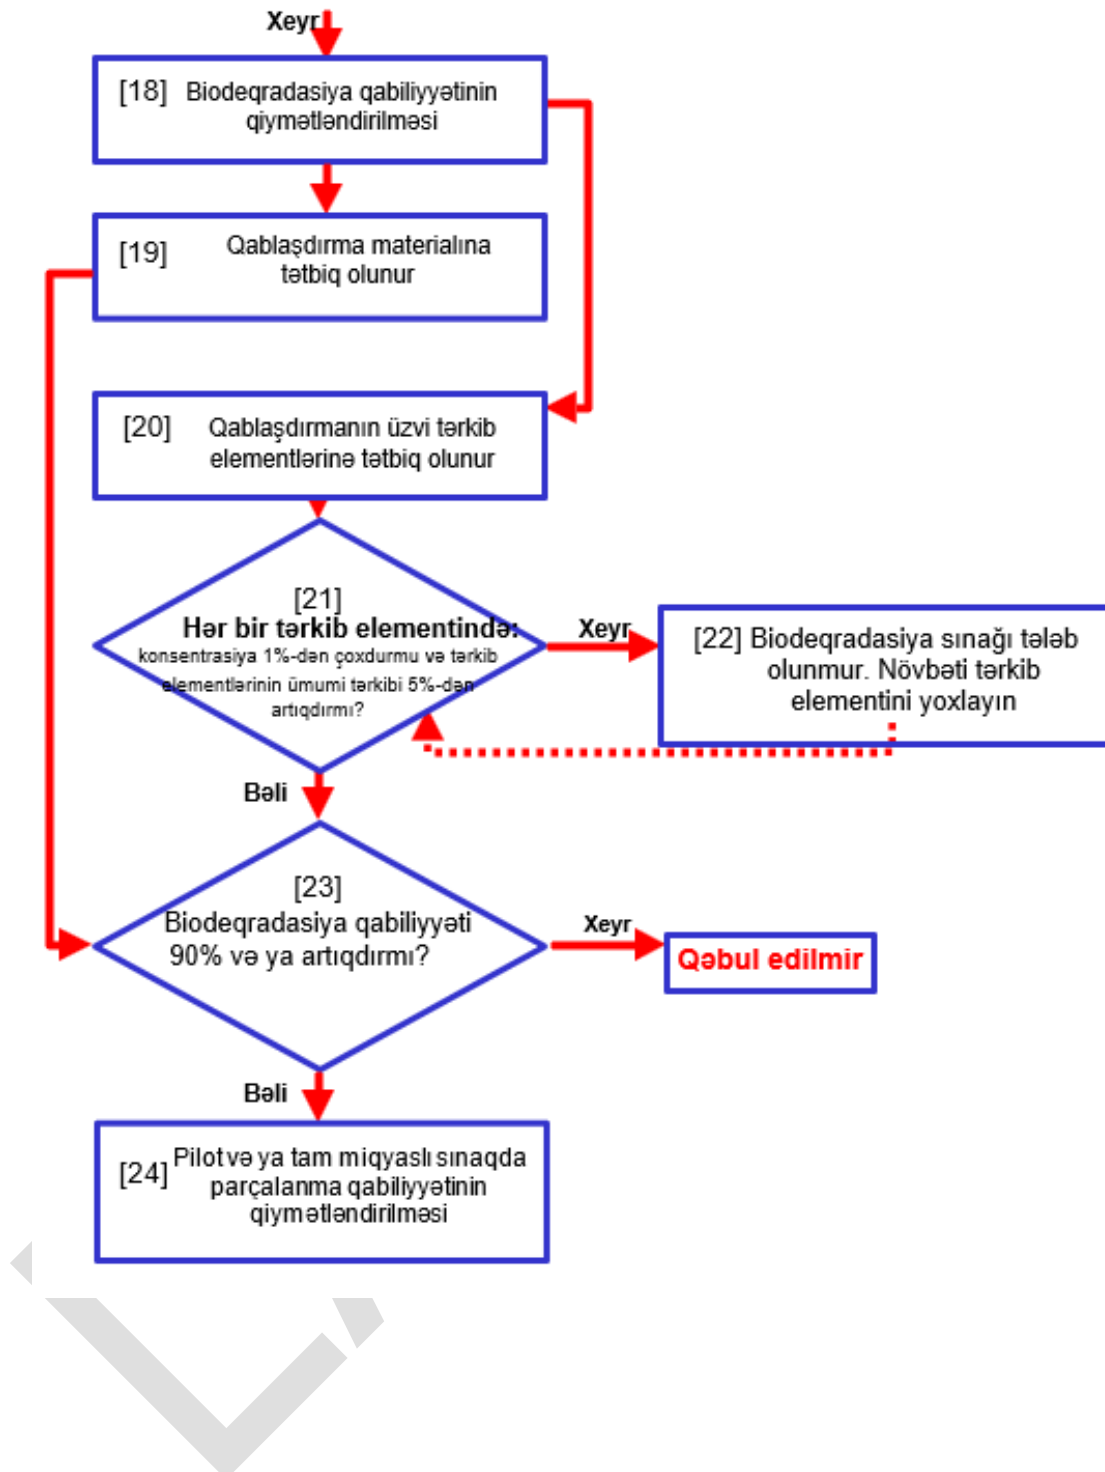 Xeyr
[18] Biodeqradasiya qabiliyyətinin
qiymətləndirilməsi
[19] Qablaşdırma materialına
tətbiq olunur
[20] Qablaşdırmanın üzvi tərkib
elementlərinə tətbiq olunur
[21]
Hər bir tərkib elementində:
konsentrasiya 1%-dən çoxdurmu və tərkib
elementlərinin ümumi tərkibi 5%-dən
artıqdırmı?
Xeyr
[22] Biodeqradasiya sınağı tələb
olunmur. Növbəti tərkib
elementini yoxlayın
Bəli
[23]
Biodeqradasiya qabiliyyəti
90% və ya artıqdırmı?
Xeyr
Qəbul edilmir
Bəli
[24] Pilot və ya tam miqyaslı sınaqda
parçalanma qabiliyyətinin
qiymətləndirilməsi